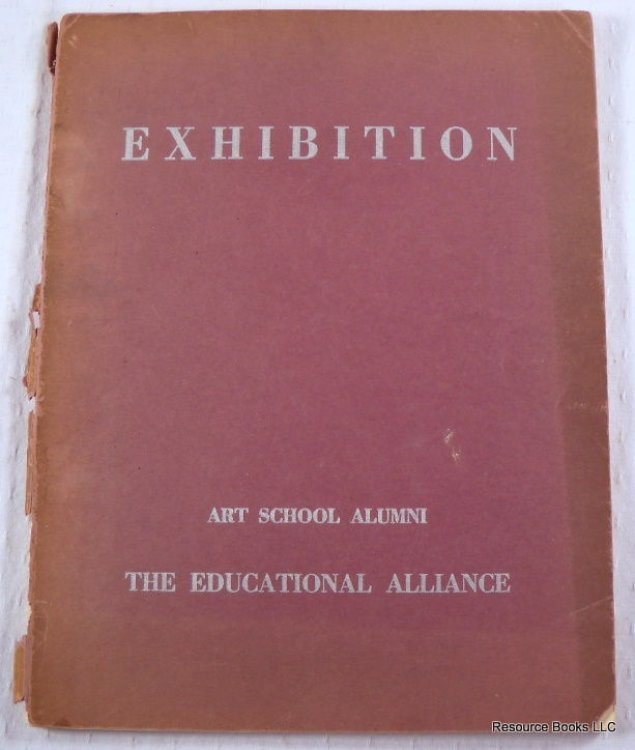 EXHIBITION
ART SCHOOL ALUMNI
THE EDUCATIONAL ALLIANCE
Resource Books LLC